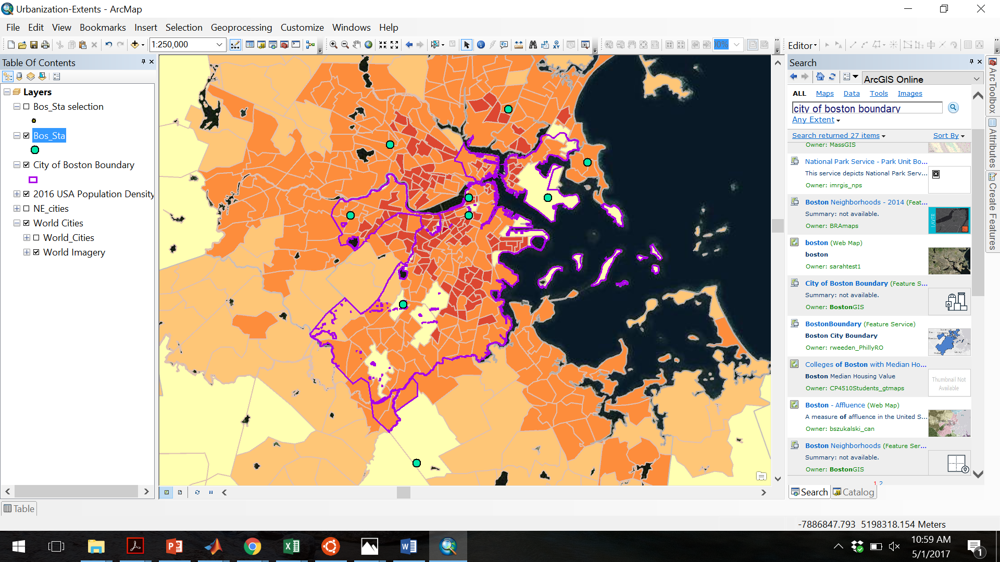 Urbanization-Extents - ArcMap
File Edit View Bookmarks Insert Selection Geoprocessing Customize Windows Help
1:250,000
Editor
Table Of Contents
Layers
Bos_Sta selection
Bos_Sta
City of Boston Boundary
2016 USA Population Density
NE_cities
World Cities
World_Cities
World Imagery
Search
ArcGIS Online
ALL Maps Data Tools Images
city of boston boundary
Any Extent
Search returned 27 items Sort By
Owner: MassGIS
National Park Service - Park Unit Bo...
This service depicts National Park Serv...
Owner: imrgis_nps
Boston Neighborhoods - 2014 (Feat...
Summary: not available.
Owner: BRAmaps
LAYER
boston (Web Map)
boston
Owner: sarahtest1
City of Boston Boundary (Feature S...
Summary: not available.
Owner: BostonGIS
BostonBoundary (Feature Service)
Boston City Boundary
Owner: rweeden_PhillyRO
Colleges of Boston with Median Ho...
Boston Median Housing Value
Owner: CP4510Students_gtmaps
Thumbnail Not
Available
Boston - Affluence (Web Map)
A measure of affluence in the United S...
Owner: bszukalski_can
Boston Neighborhoods (Feature Ser...
Summary: not available.
Owner: BostonGIS
1 2
Search Catalog
ArcToolbox
Attributes
Create Features
Table
-7886847.793 5198318.154 Meters
10:59 AM
5/1/2017
1